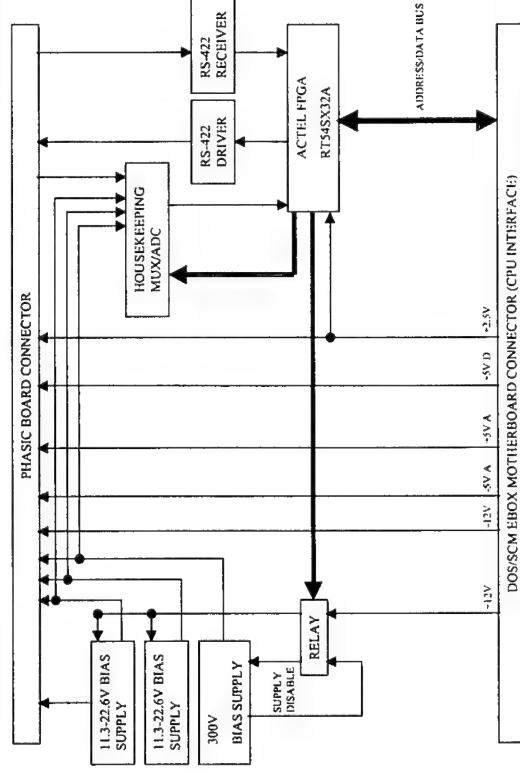 PHASIC BOARD CONNECTOR
11.3-22.6V BIAS
SUPPLY
11.3-22.6V BIAS
SUPPLY
300V
BIAS SUPPLY
SUPPLY
DISABLE
RELAY
HOUSEKEEPING
MUX/ADC
RS-422
DRIVER
RS-422
RECEIVER
ACTEL FPGA
RT54SX32A
ADDRESS/DATA BUS
-12V
-12V
-5V A
-5V A
-5V D
+2.5V
DOS/SCM EBOX MOTHERBOARD CONNECTOR (CPU INTERFACE)